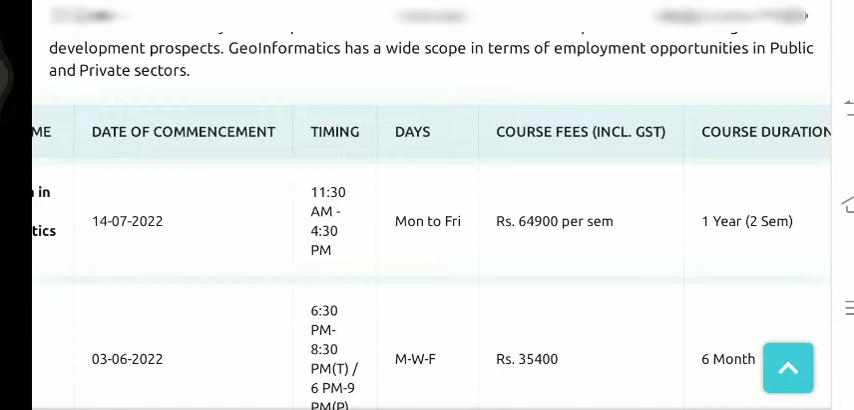 development prospects. GeoInformatics has a wide scope in terms of employment opportunities in Public
and Private sectors.
ME DATE OF COMMENCEMENT TIMING DAYS COURSE FEES (INCL. GST) COURSE DURATION
in
tics
14-07-2022
11:30
AM -
4:30
PM
Mon to Fri
Rs. 64900 per sem
1 Year (2 Sem)
03-06-2022
6:30
PM-
8:30
PM(T) /
6 PM-9
PM(P)
M-W-F
Rs. 35400
6 Month